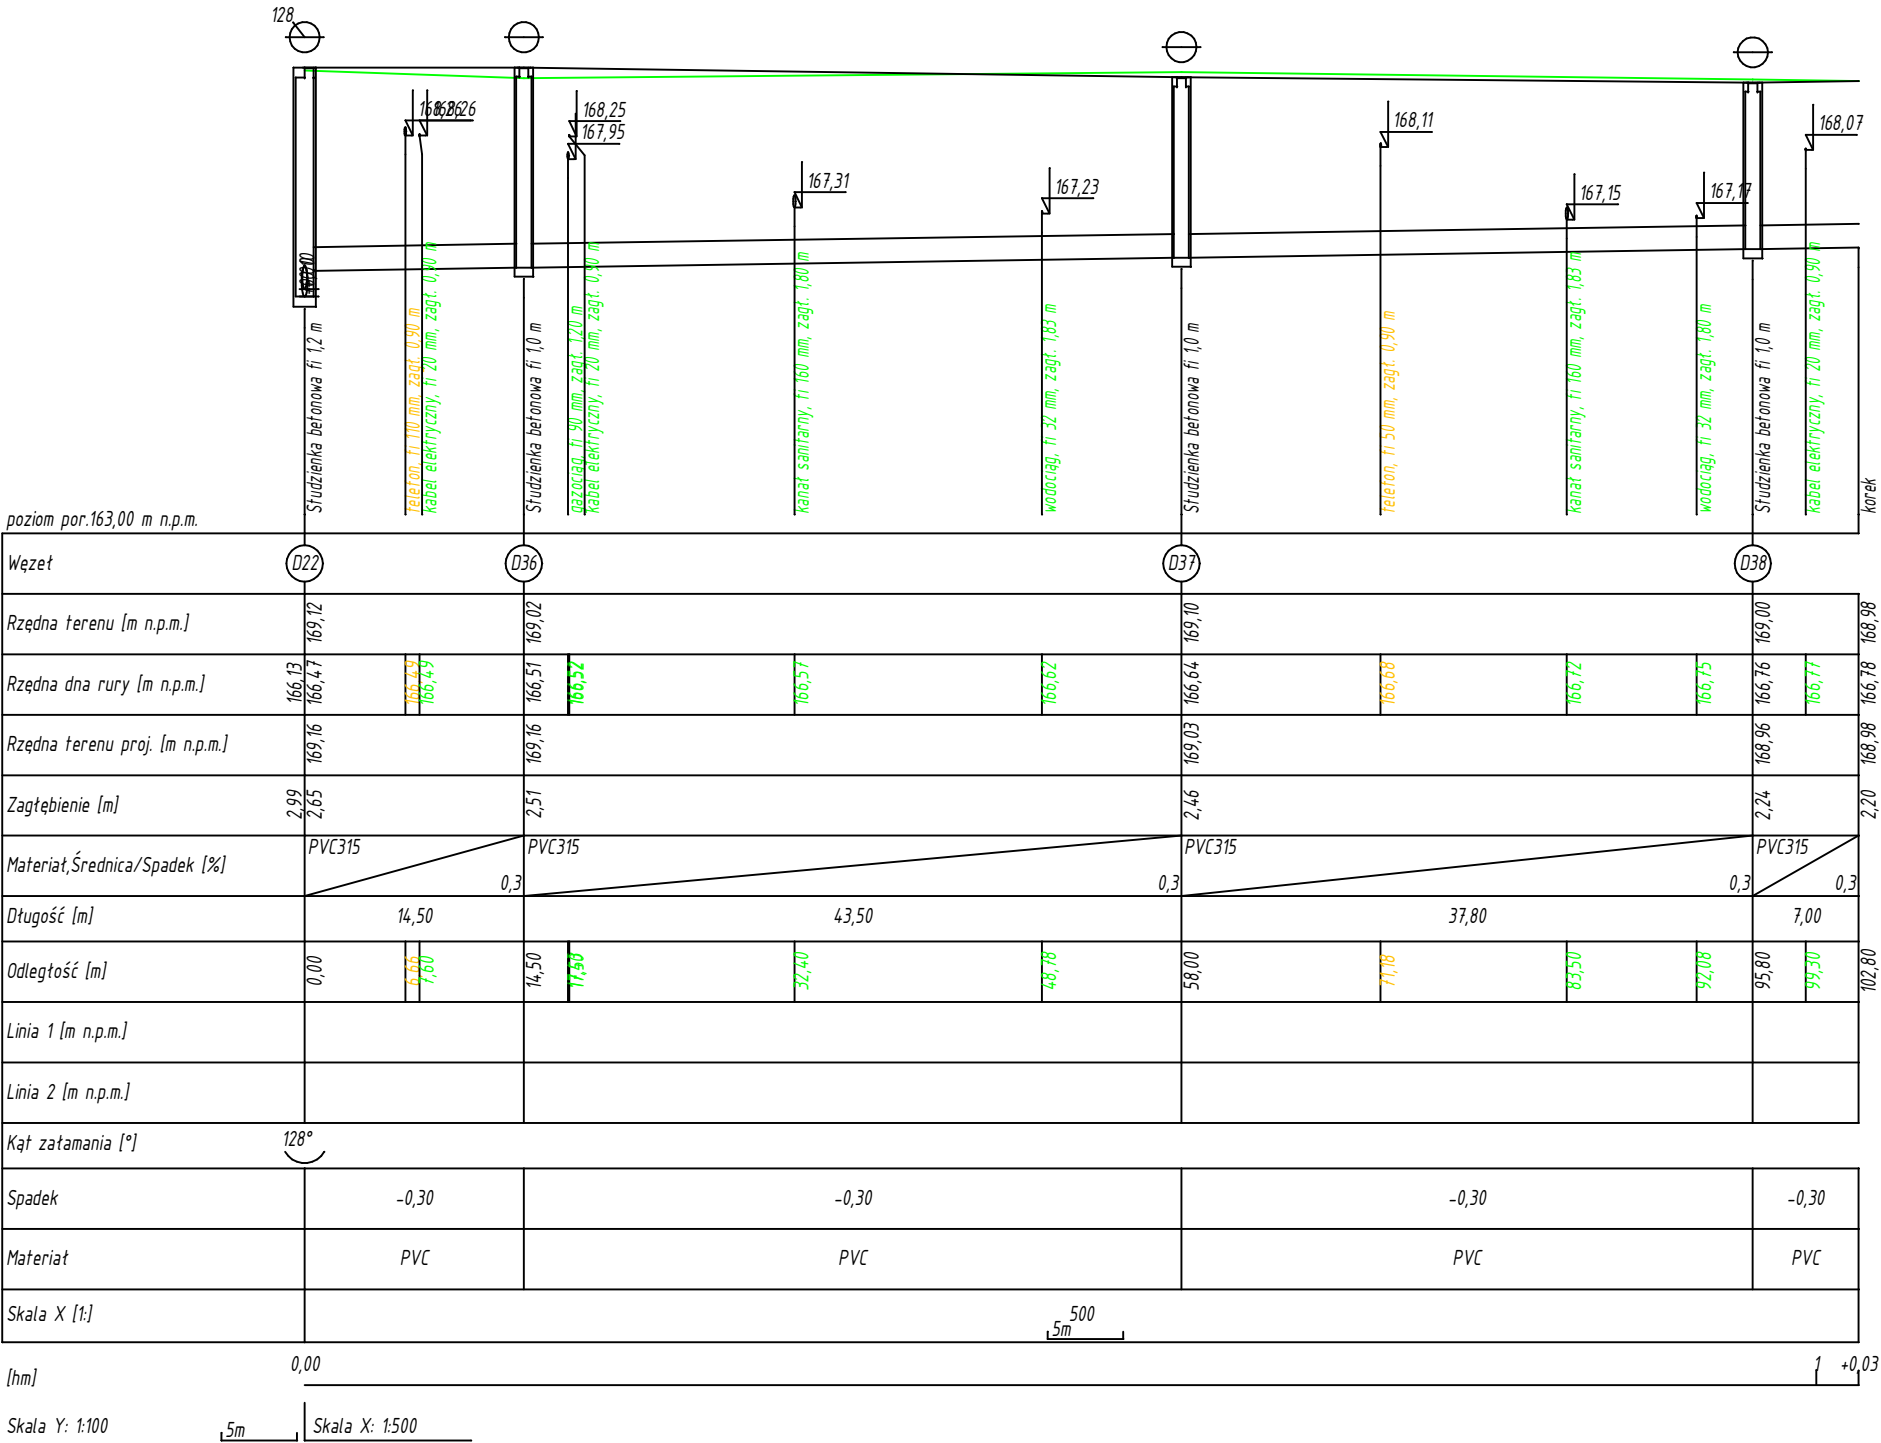 128
168,26
168,25
167,95
167,31
167,23
168,11
167,15
167,17
168,07
Studzienka betonowa fi 1,2 m
telefon, fi 110 mm, zagł. 0,90 m
kabel elektryczny, fi 20 mm, zagł. 0,90 m
Studzienka betonowa fi 1,0 m
gazociąg, fi 90 mm, zagł. 1,20 m
kabel elektryczny, fi 20 mm, zagł. 0,90 m
kanał sanitarny, fi 160 mm, zagł. 1,80 m
wodociąg, fi 32 mm, zagł. 1,83 m
Studzienka betonowa fi 1,0 m
telefon, fi 50 mm, zagł. 0,90 m
kanał sanitarny, fi 160 mm, zagł. 1,83 m
wodociąg, fi 32 mm, zagł. 1,80 m
Studzienka betonowa fi 1,0 m
kabel elektryczny, fi 20 mm, zagł. 0,90 m
korek
poziom por.163,00 m n.p.m.
Węzeł D22 D36 D37 D38
Rzędna terenu [m n.p.m.] 169,12 169,02 169,10 169,00 168,98
Rzędna dna rury [m n.p.m.] 166,13 166,47 166,49 166,49 166,51 166,52 166,57 166,62 166,64 166,68 166,72 166,75 166,76 166,77 166,78
Rzędna terenu proj. [m n.p.m.] 169,16 169,16 169,03 168,96 168,98
Zagłębienie [m] 2,99 2,65 2,51 2,46 2,24 2,20
Materiał,Średnica/Spadek [%] PVC315 0,3 PVC315 0,3 PVC315 0,3 PVC315 0,3
Długość [m] 14,50 43,50 37,80 7,00
Odległość [m] 0,00 6,66 7,60 14,50 32,40 48,78 58,00 71,18 83,50 92,08 95,80 99,30 102,80
Linia 1 [m n.p.m.]
Linia 2 [m n.p.m.]
Kąt załamania [°] 128°
Spadek -0,30 -0,30 -0,30 -0,30
Materiał PVC PVC PVC PVC
Skala X [1:] 500
5m
[hm] 0,00 1 +0,03
Skala Y: 1:100 5m Skala X: 1:500